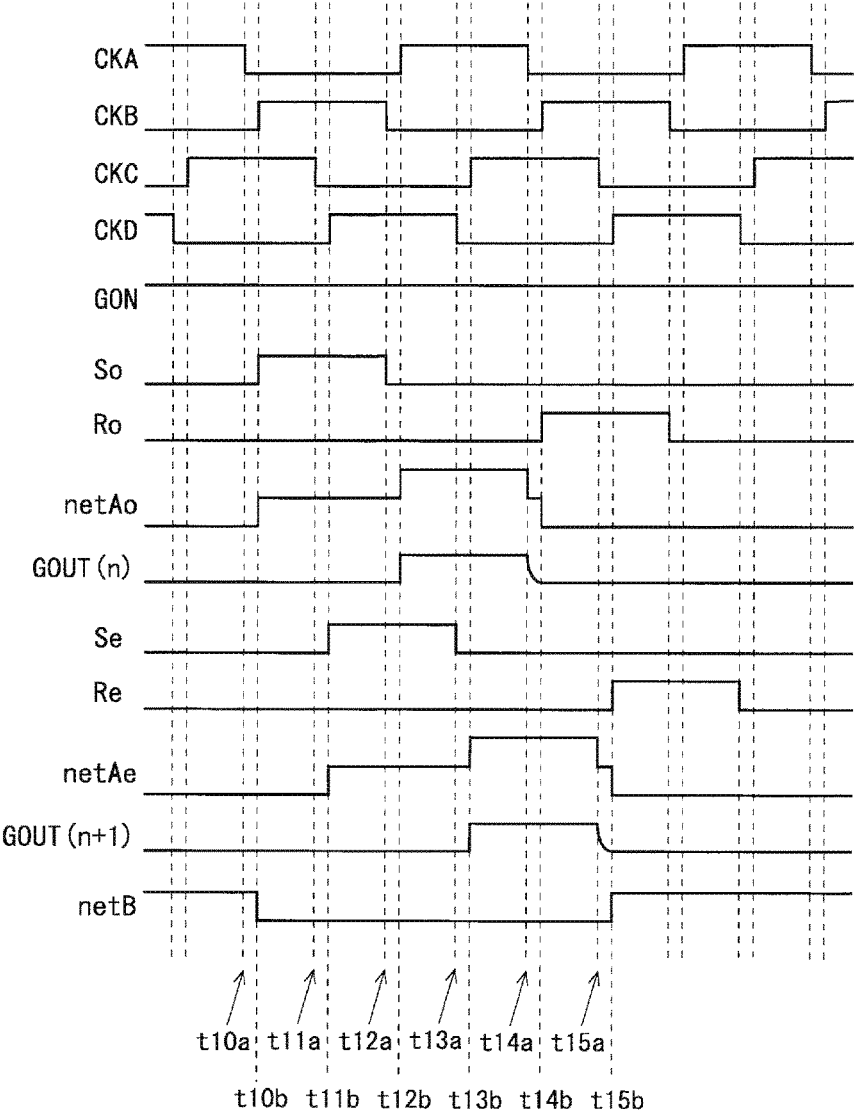 CKA
CKB
CKC
CKD
GON
So
Ro
netAo
GOUT(n)
Se
Re
netAe
GOUT(n+1)
netB
t10a t11a t12a t13a t14a t15a
t10b t11b t12b t13b t14b t15b